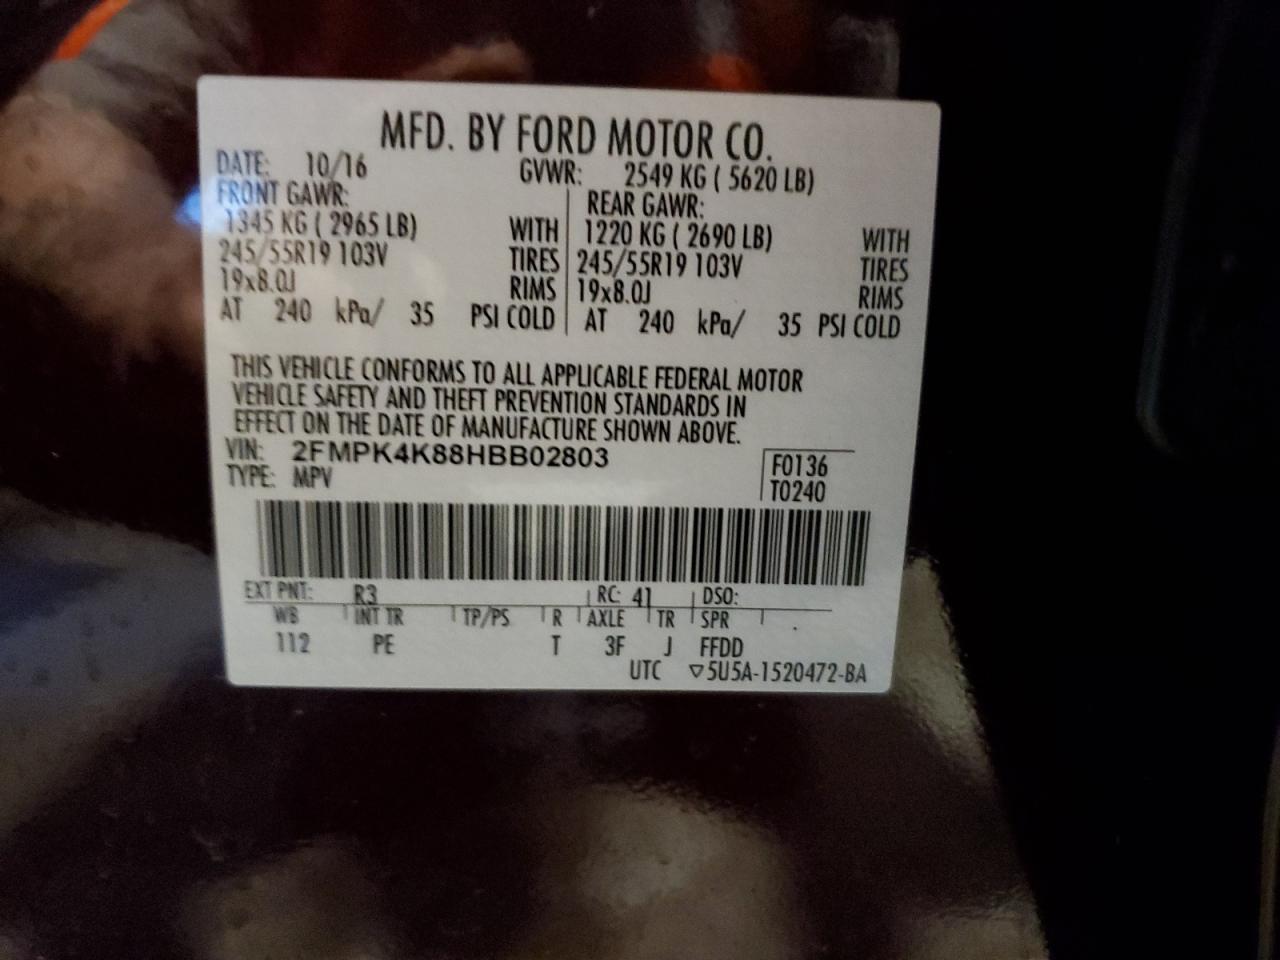 MFD. BY FORD MOTOR CO.
DATE: 10/16 GVWR: 2549 KG ( 5620 LB)
FRONT GAWR: REAR GAWR:
1345 KG ( 2965 LB) WITH 1220 KG ( 2690 LB) WITH
245/55R19 103V TIRES 245/55R19 103V TIRES
19x8.0J RIMS 19x8.0J RIMS
AT 240 kPa/ 35 PSI COLD AT 240 kPa/ 35 PSI COLD
THIS VEHICLE CONFORMS TO ALL APPLICABLE FEDERAL MOTOR
VEHICLE SAFETY AND THEFT PREVENTION STANDARDS IN
EFFECT ON THE DATE OF MANUFACTURE SHOWN ABOVE.
VIN: 2FMPK4K88HBB02803 F0136
TYPE: MPV T0240
EXT PNT: R3 RC: 41 DSO:
WB INT TR TP/PS R AXLE TR SPR
112 PE T 3F J FFDD
UTC ▽5U5A-1520472-BA